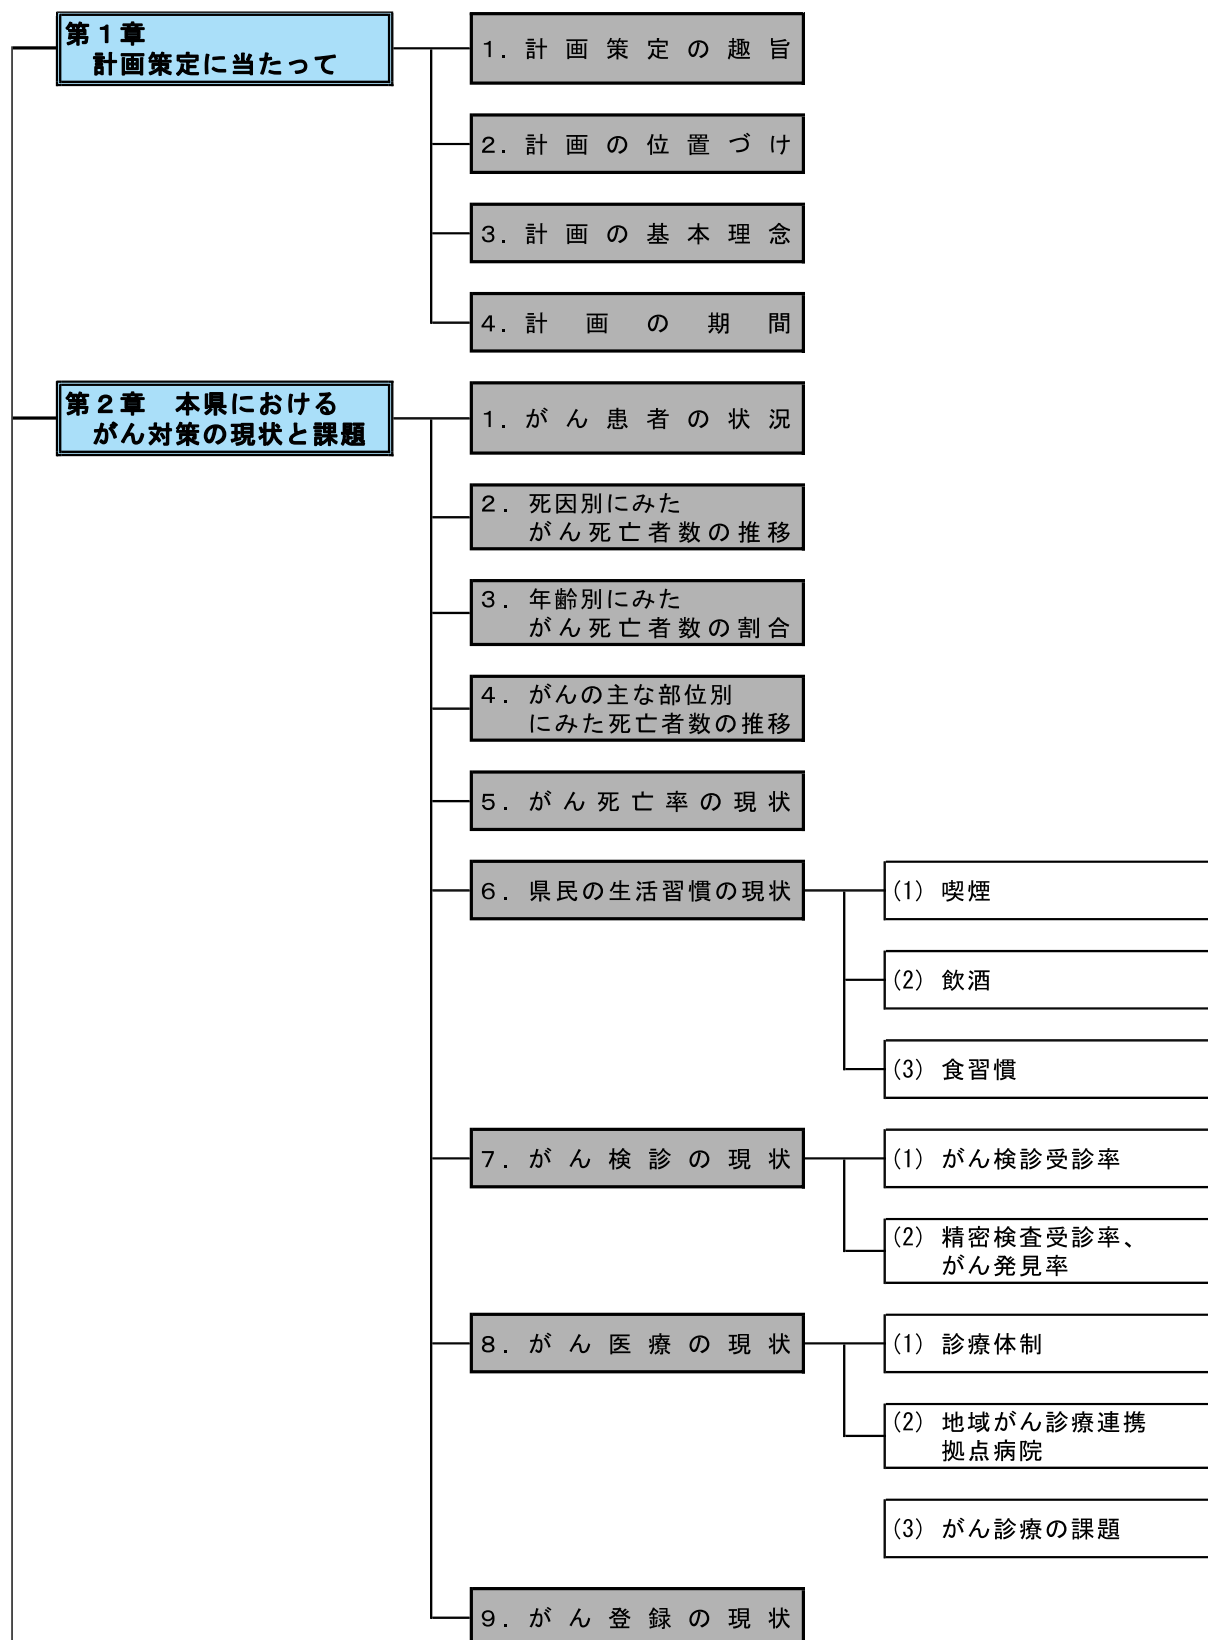 第１章
計画策定に当たって
１．計画策定の趣旨
２．計画の位置づけ
３．計画の基本理念
４．計画の期間
第２章　本県における
がん対策の現状と課題
１．がん患者の状況
２．死因別にみた
がん死亡者数の推移
３．年齢別にみた
がん死亡者数の割合
４．がんの主な部位別
にみた死亡者数の推移
５．がん死亡率の現状
６．県民の生活習慣の現状
(1) 喫煙
(2) 飲酒
(3) 食習慣
７．がん検診の現状
(1) がん検診受診率
(2) 精密検査受診率、
がん発見率
８．がん医療の現状
(1) 診療体制
(2) 地域がん診療連携
拠点病院
(3) がん診療の課題
９．がん登録の現状